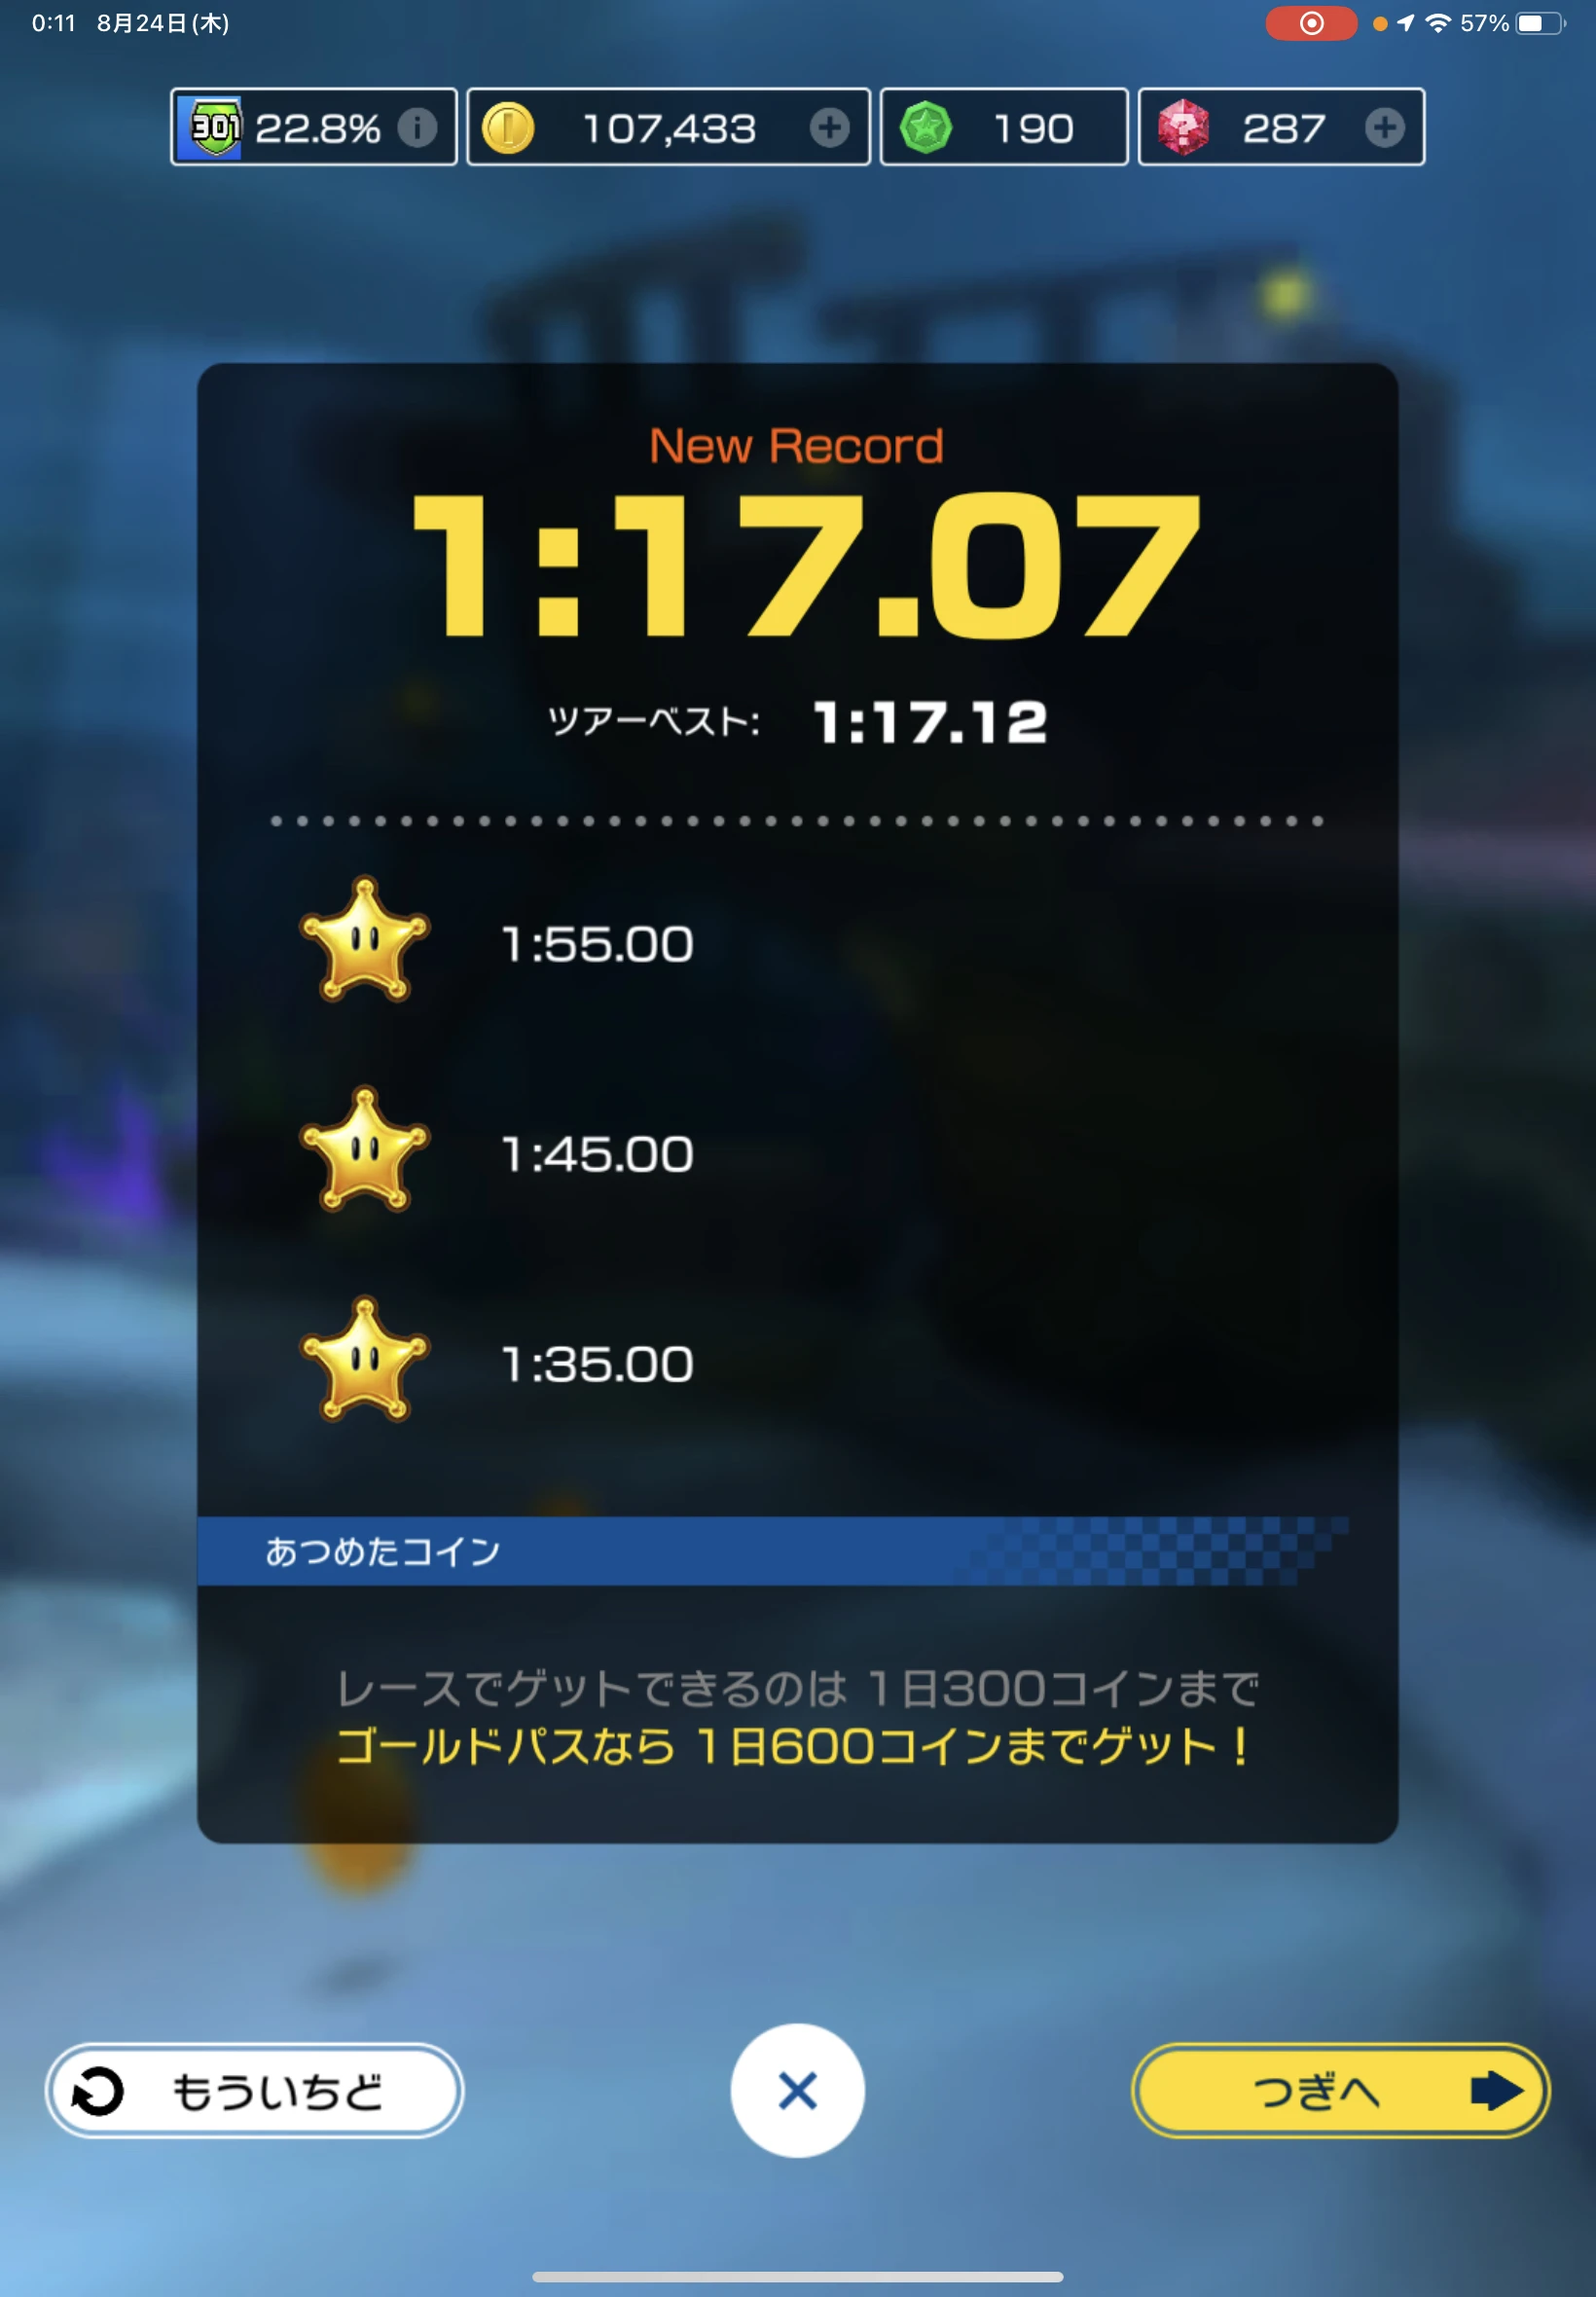 0:11 8月24日(木)
57%
301 22.8% 107,433 190 287
New Record
1:17.07
ツアーベスト: 1:17.12
1:55.00
1:45.00
1:35.00
あつめたコイン
レースでゲットできるのは 1日300コインまで
ゴールドパスなら 1日600コインまでゲット!
もういちど
つぎへ